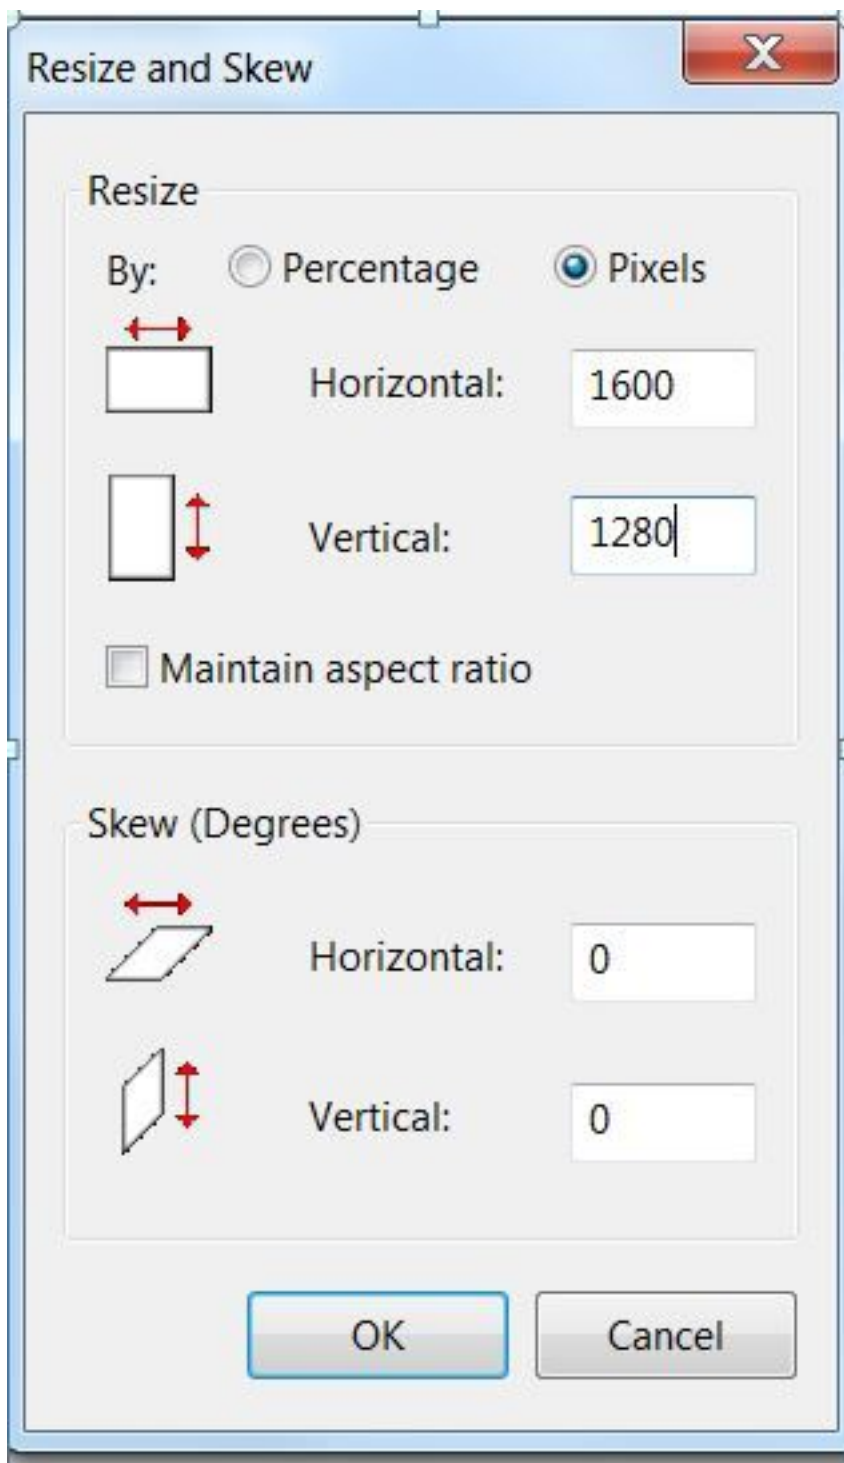 Resize and Skew
Resize
By: Percentage Pixels
Horizontal: 1600
Vertical: 1280
Maintain aspect ratio
Skew (Degrees)
Horizontal: 0
Vertical: 0
OK Cancel